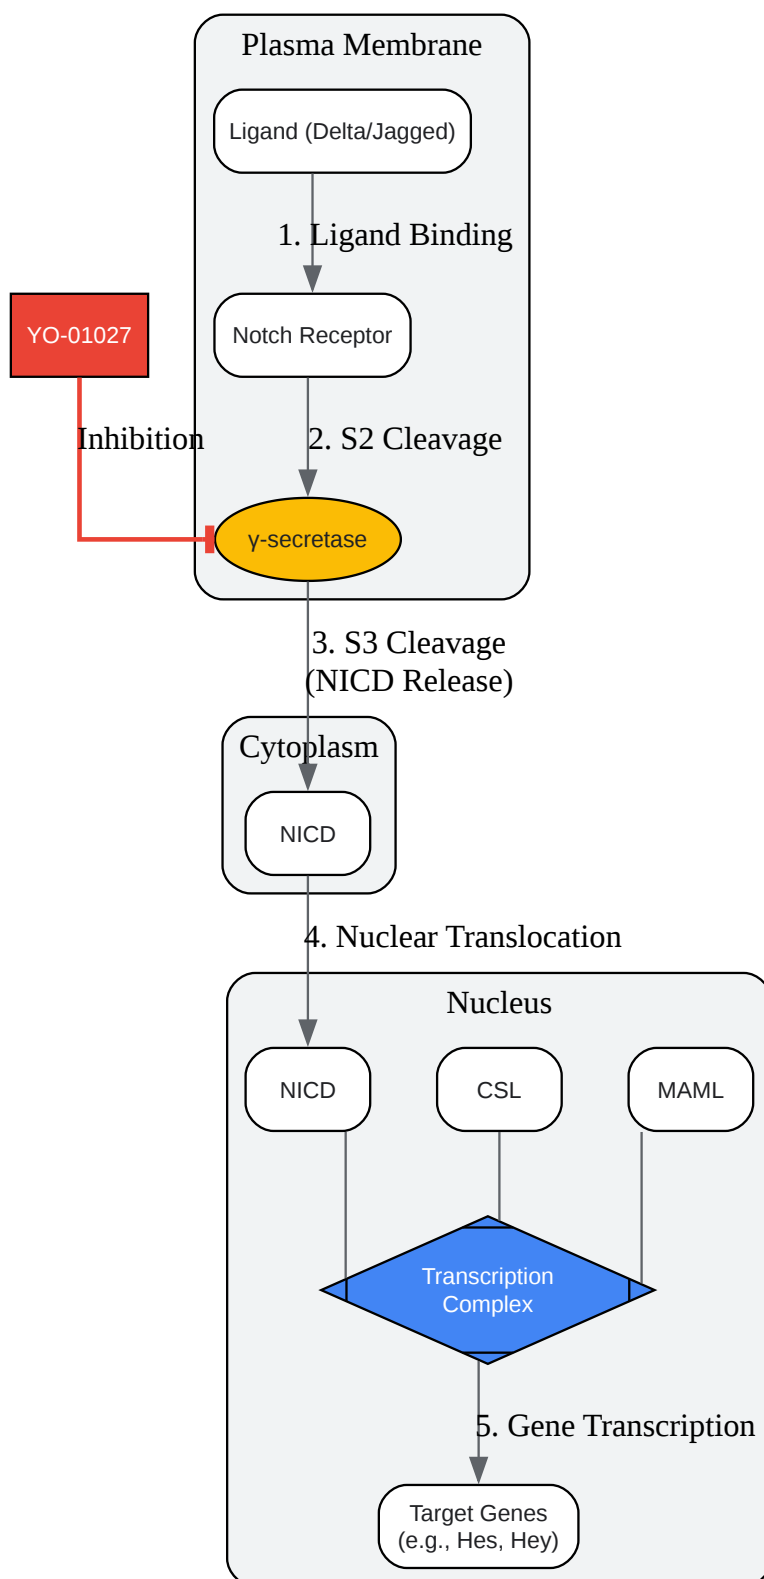 Plasma Membrane
Ligand (Delta/Jagged)
1. Ligand Binding
YO-01027
Notch Receptor
Inhibition
2. S2 Cleavage
γ-secretase
3. S3 Cleavage
(NICD Release)
Cytoplasm
NICD
4. Nuclear Translocation
Nucleus
NICD
CSL
MAML
Transcription
Complex
5. Gene Transcription
Target Genes
(e.g., Hes, Hey)